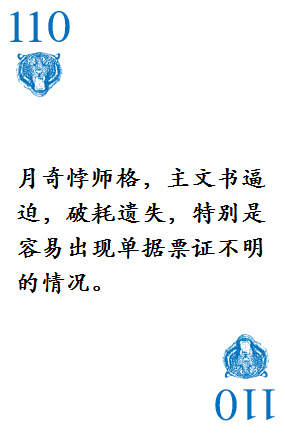 110
月奇悖师格，主文书逼
迫，破耗遗失，特别是
容易出现单据票证不明
的情况。
110